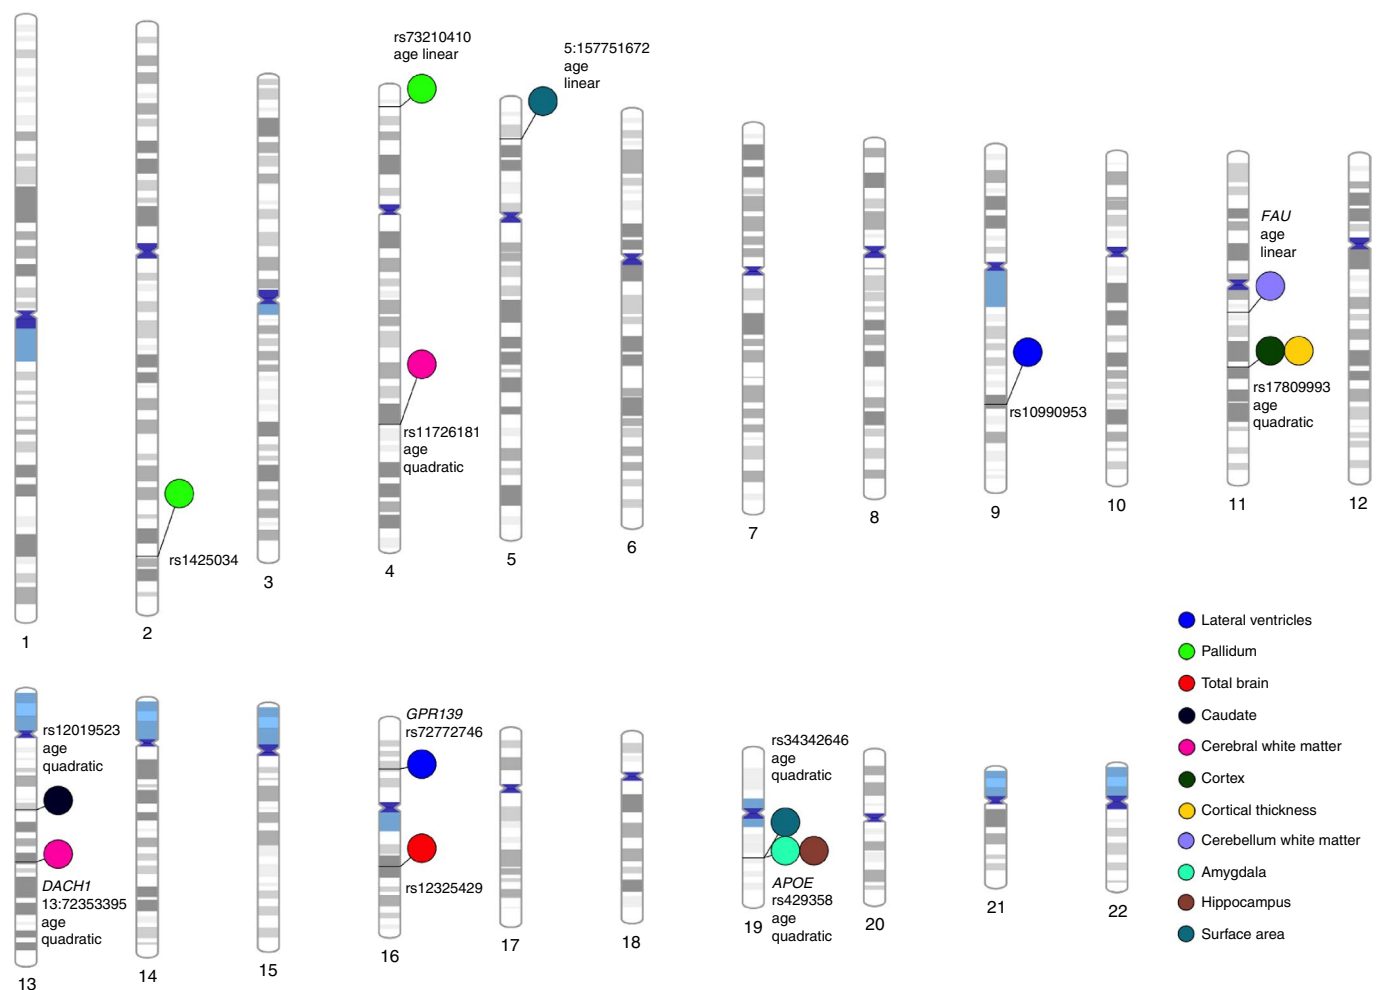 rs73210410
age linear
5:157751672
age
linear
FAU
age
linear
rs17809993
age
quadratic
rs10990953
rs11726181
age
quadratic
rs1425034
1
2
3
4
5
6
7
8
9
10
11
12
Lateral ventricles
Pallidum
Total brain
Caudate
Cerebral white matter
Cortex
Cortical thickness
Cerebellum white matter
Amygdala
Hippocampus
Surface area
rs12019523
age
quadratic
DACH1
13:72353395
age
quadratic
GPR139
rs72772746
rs12325429
rs34342646
age
quadratic
APOE
rs429358
age
quadratic
13
14
15
16
17
18
19
20
21
22